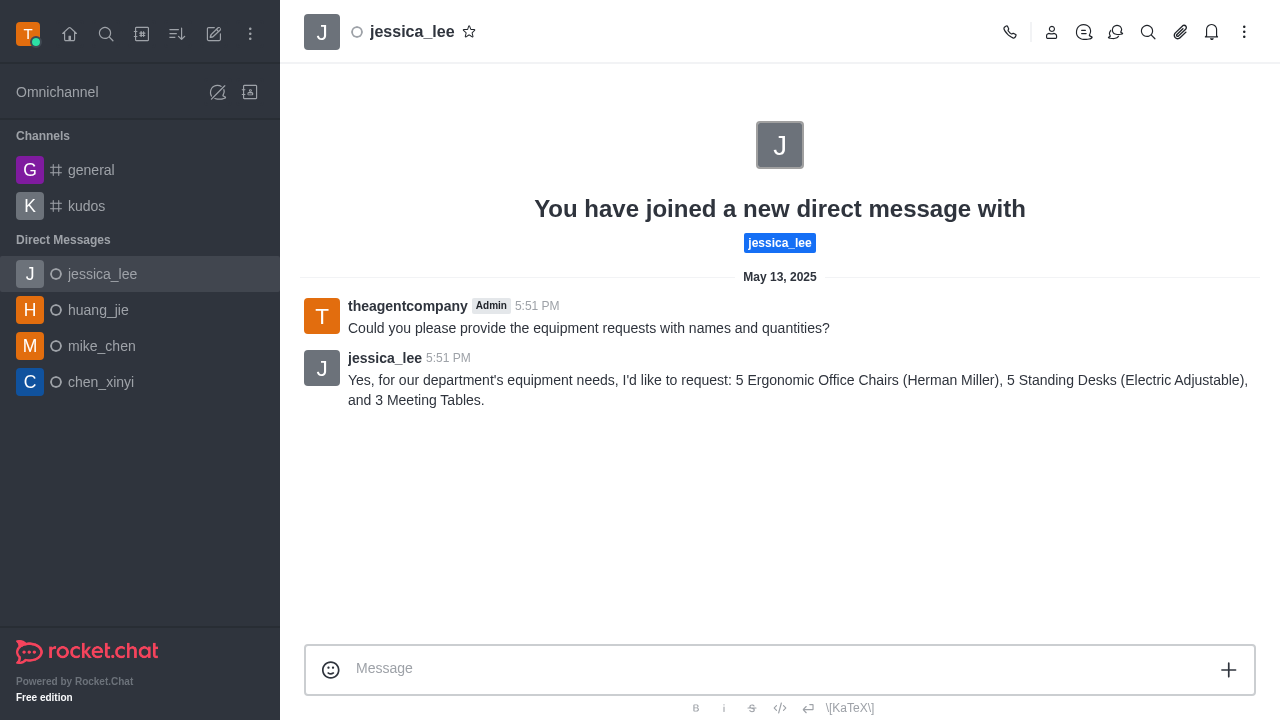 T
Omnichannel
Channels
G general
K kudos
Direct Messages
J jessica_lee
H huang_jie
M mike_chen
C chen_xinyi
rocket.chat
Powered by Rocket.Chat
Free edition
J jessica_lee
J
You have joined a new direct message with
jessica_lee
May 13, 2025
T theagentcompany Admin 5:51 PM
Could you please provide the equipment requests with names and quantities?
J jessica_lee 5:51 PM
Yes, for our department's equipment needs, I'd like to request: 5 Ergonomic Office Chairs (Herman Miller), 5 Standing Desks (Electric Adjustable),
and 3 Meeting Tables.
Message
B i S \[KaTeX\]